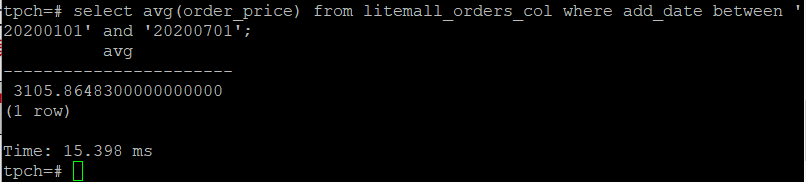 tpch=# select avg(order_price) from litemall_orders_col where add_date between '
20200101' and '20200701';
avg
-----------------------
3105.8648300000000000
(1 row)
Time: 15.398 ms
tpch=#